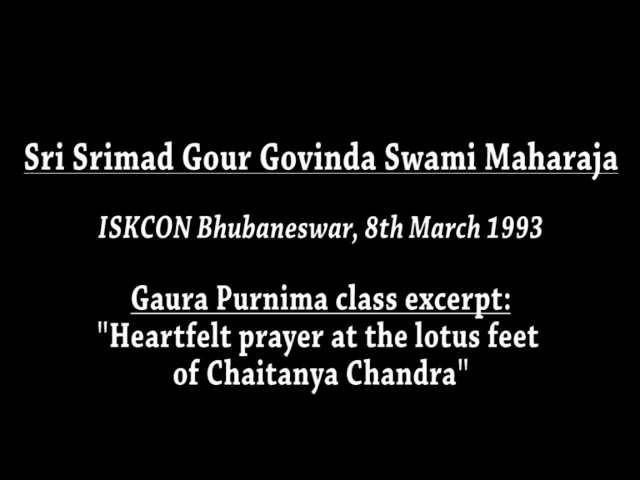 Sri Srimad Gour Govinda Swami Maharaja
ISKCON Bhubaneswar, 8th March 1993
Gaura Purnima class excerpt:
"Heartfelt prayer at the lotus feet
of Chaitanya Chandra"